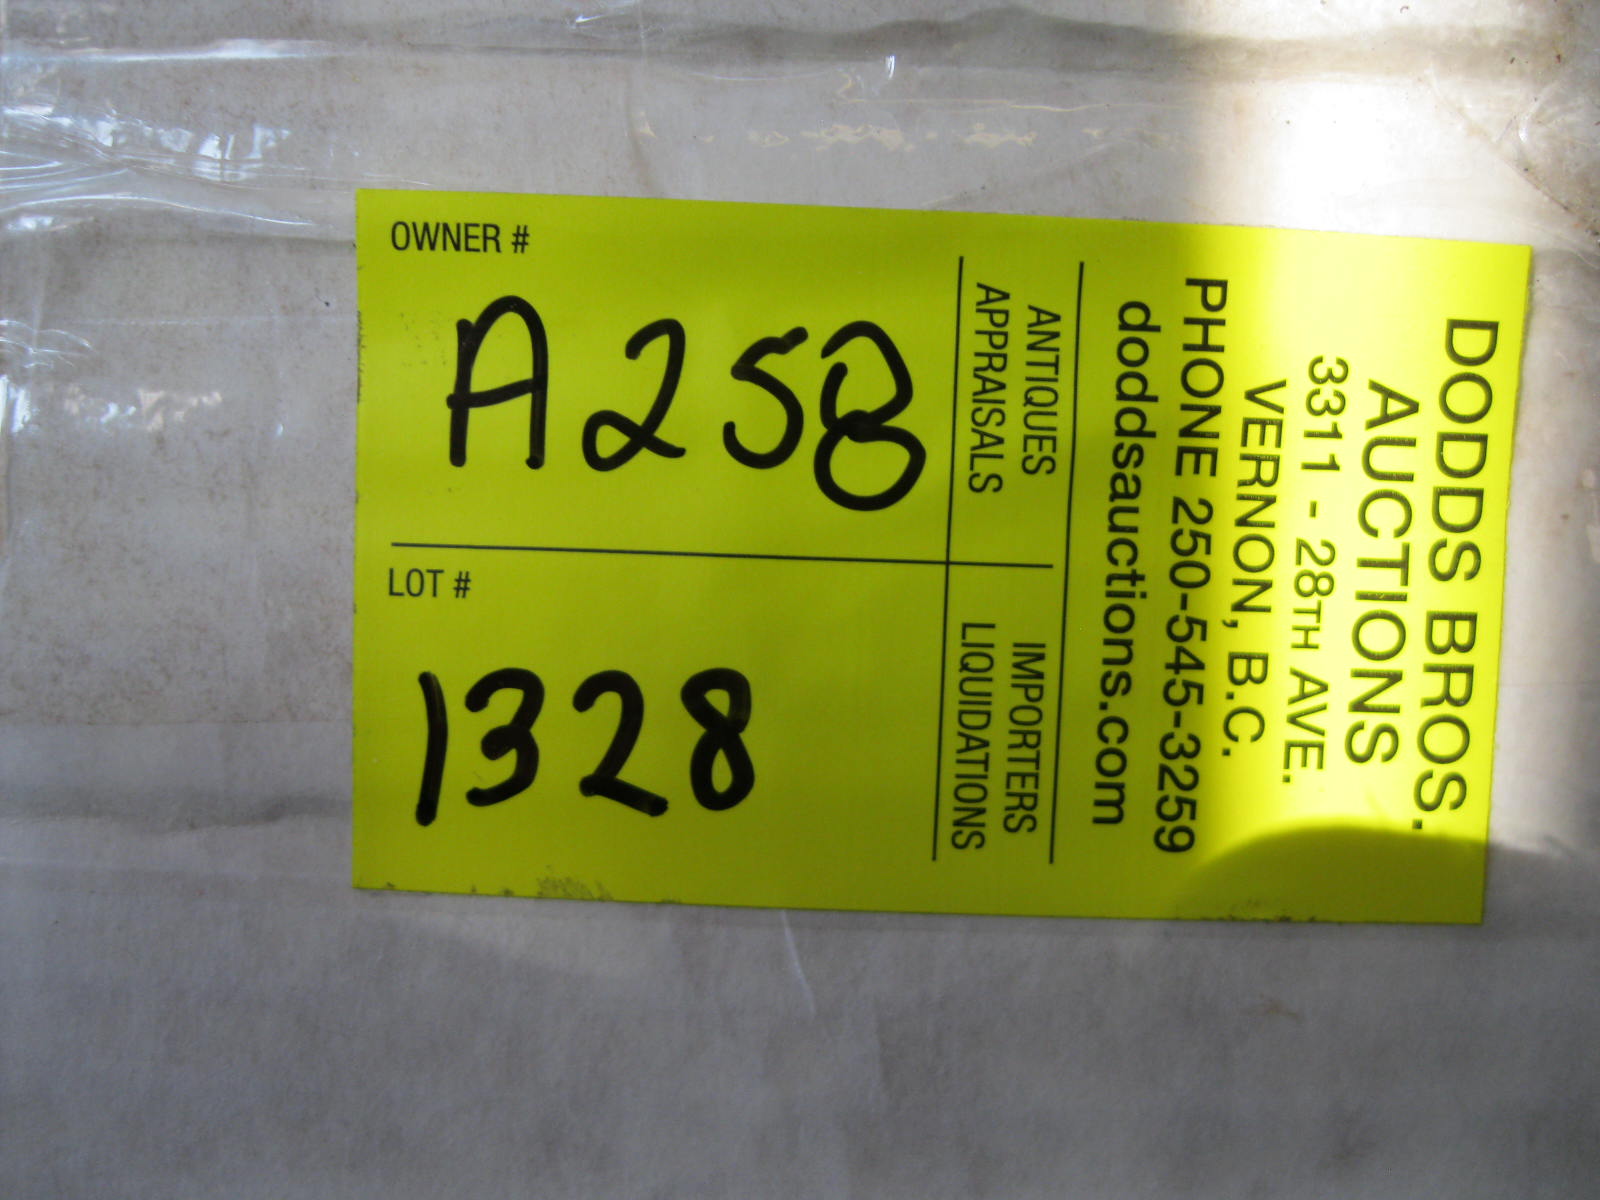 DODDS BROS.
AUCTIONS
3311 - 28TH AVE.
VERNON, B.C.
PHONE 250-545-3259
doddsauctions.com
ANTIQUES
APPRAISALS
IMPORTERS
LIQUIDATIONS
OWNER #
A258
LOT #
1328